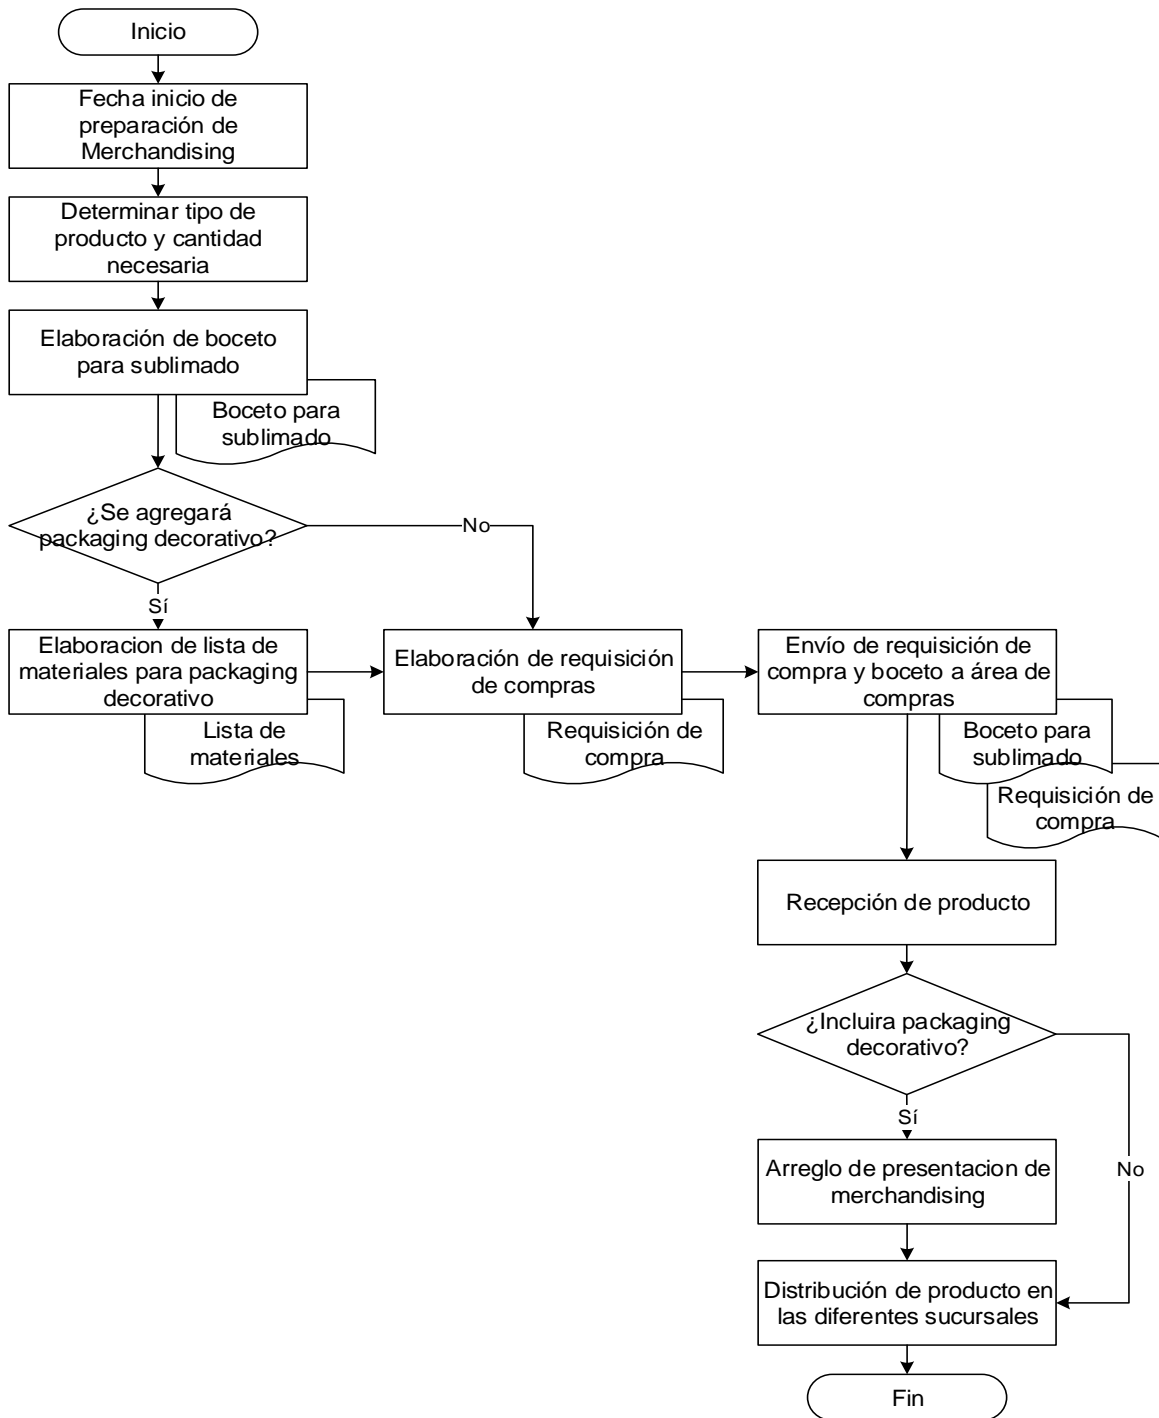 Inicio
Fecha inicio de
preparación de
Merchandising
Determinar tipo de
producto y cantidad
necesaria
Elaboración de boceto
para sublimado
Boceto para
sublimado
¿Se agregará
packaging decorativo?
No
Sí
Elaboracion de lista de
materiales para packaging
decorativo
Lista de
materiales
Elaboración de requisición
de compras
Requisición de
compra
Envío de requisición de
compra y boceto a área de
compras
Boceto para
sublimado
Requisición de
compra
Recepción de producto
¿Incluira packaging
decorativo?
Sí
No
Arreglo de presentacion de
merchandising
Distribución de producto en
las diferentes sucursales
Fin